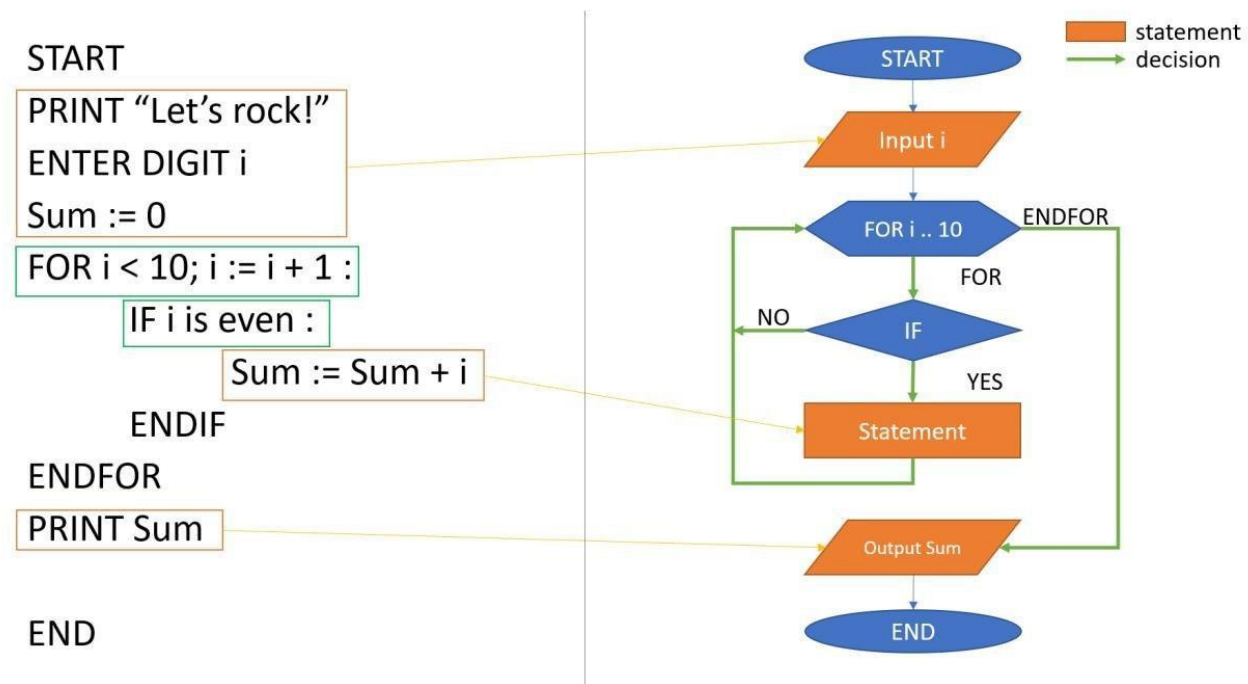 START
PRINT “Let’s rock!”
ENTER DIGIT i
Sum := 0
FOR i < 10; i := i + 1 :
IF i is even :
Sum := Sum + i
ENDIF
ENDFOR
PRINT Sum
END
statement
decision
START
Input i
FOR i .. 10
ENDFOR
FOR
NO
IF
YES
Statement
Output Sum
END